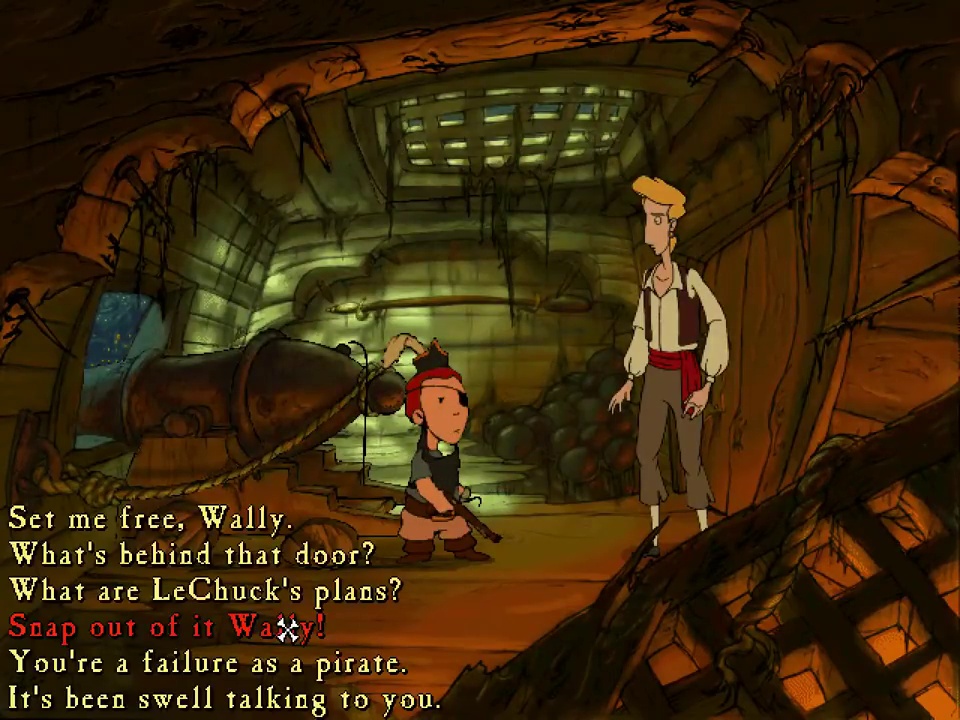 Set me free, Wally.
What's behind that door?
What are LeChuck's plans?
Snap out of it Wally!
You're a failure as a pirate.
It's been swell talking to you.